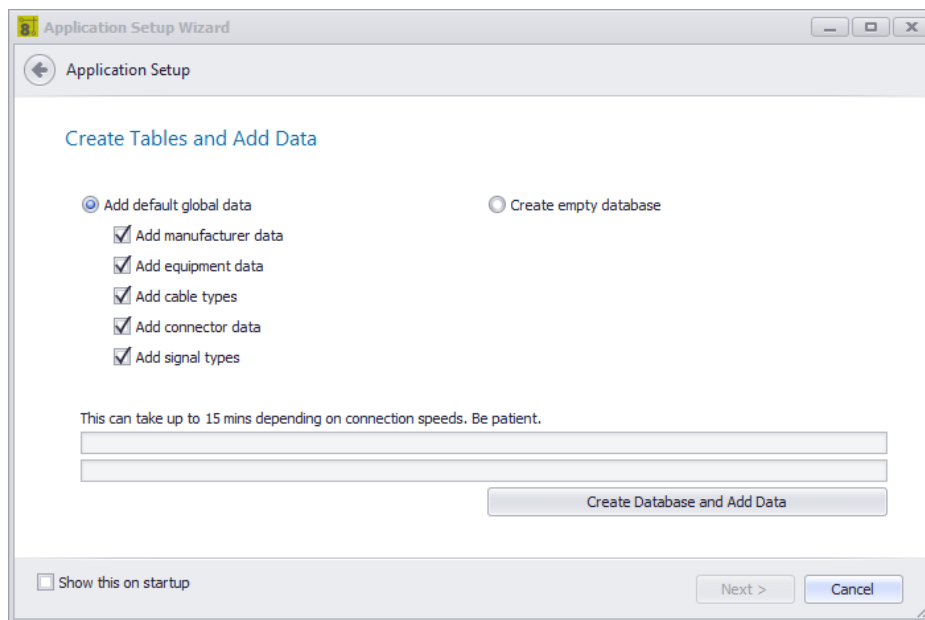 8
Application Setup Wizard
Application Setup
Create Tables and Add Data
Add default global data
Create empty database
Add manufacturer data
Add equipment data
Add cable types
Add connector data
Add signal types
This can take up to 15 mins depending on connection speeds. Be patient.
Create Database and Add Data
Show this on startup
Next >
Cancel